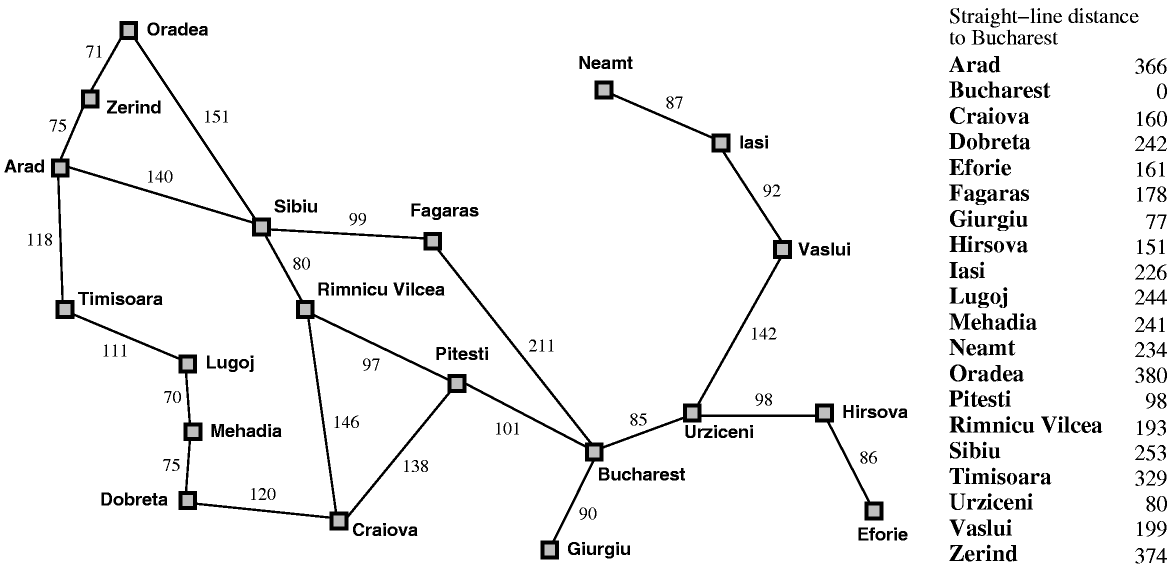 Oradea
71
Zerind
75
151
Arad
140
Sibiu
99
Fagaras
118
80
Rimnicu Vilcea
Timisoara
111
Lugoj
97
Pitesti
211
70
Mehadia
146
101
75
138
Dobreta
120
Craiova
Neamt
87
Iasi
92
Vaslui
142
85
98
Hirsova
Urziceni
Bucharest
86
90
Giurgiu
Eforie
Straight−line distance
to Bucharest
Arad 366
Bucharest 0
Craiova 160
Dobreta 242
Eforie 161
Fagaras 178
Giurgiu 77
Hirsova 151
Iasi 226
Lugoj 244
Mehadia 241
Neamt 234
Oradea 380
Pitesti 98
Rimnicu Vilcea 193
Sibiu 253
Timisoara 329
Urziceni 80
Vaslui 199
Zerind 374